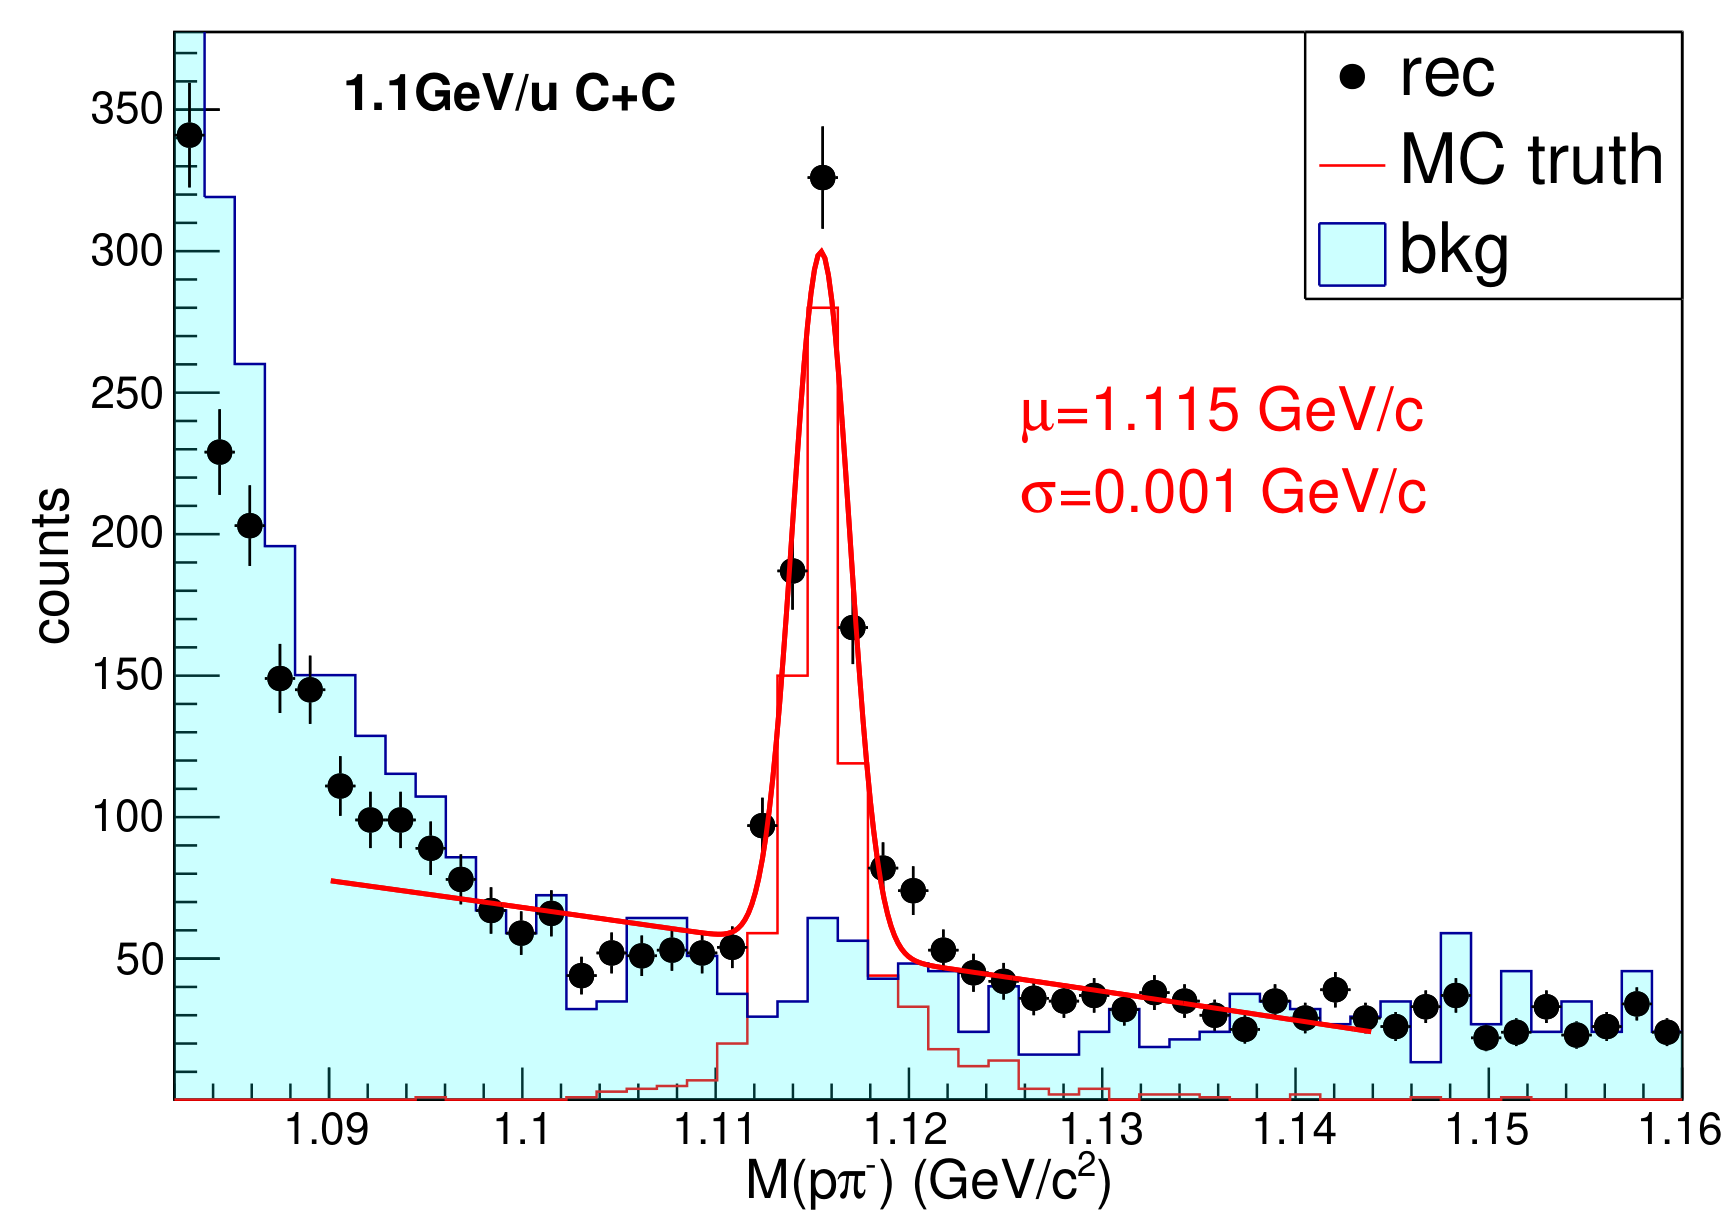 1.1GeV/u C+C
rec
MC truth
bkg
μ=1.115 GeV/c
σ=0.001 GeV/c
counts
350
300
250
200
150
100
50
1.09 1.1 1.11 1.12 1.13 1.14 1.15 1.16
M(pπ⁻) (GeV/c²)